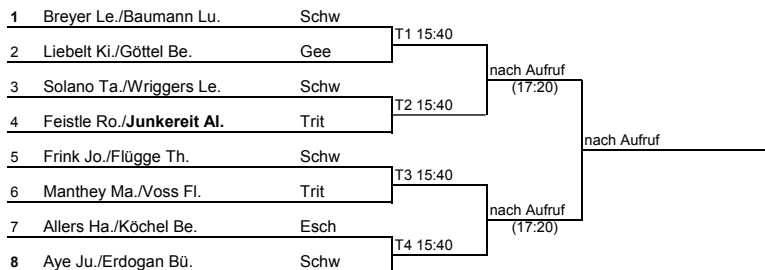 1 Breyer Le./Baumann Lu. Schw
T1 15:40
2 Liebelt Ki./Göttel Be. Gee
nach Aufruf
(17:20)
3 Solano Ta./Wriggers Le. Schw
T2 15:40
4 Feistle Ro./Junkereit Al. Trit
nach Aufruf
5 Frink Jo./Flügge Th. Schw
T3 15:40
6 Manthey Ma./Voss Fl. Trit
nach Aufruf
(17:20)
7 Allers Ha./Köchel Be. Esch
T4 15:40
8 Aye Ju./Erdogan Bü. Schw